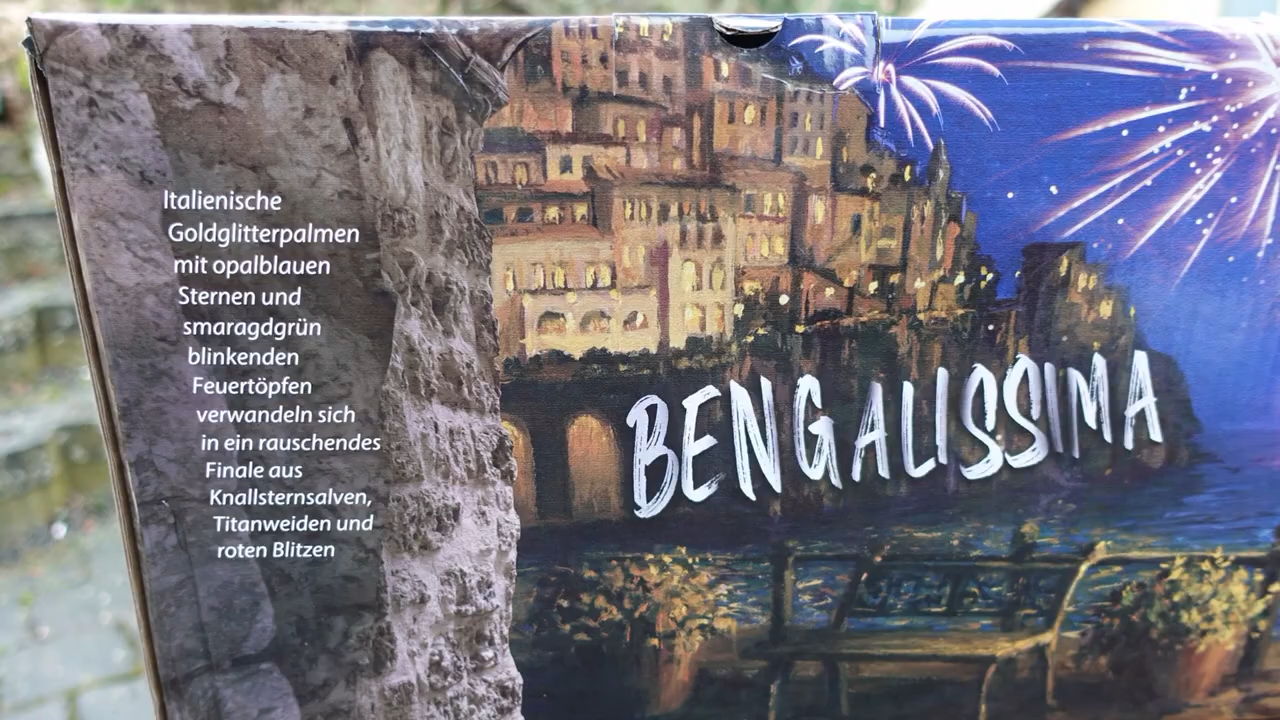 Italienische
Goldglitterpalmen
mit opalblauen
Sternen und
smaragdgrün
blinkenden
Feuertöpfen
verwandeln sich
in ein rauschendes
Finale aus
Knallsternsalven,
Titanweiden und
roten Blitzen
BENGALISSIMA